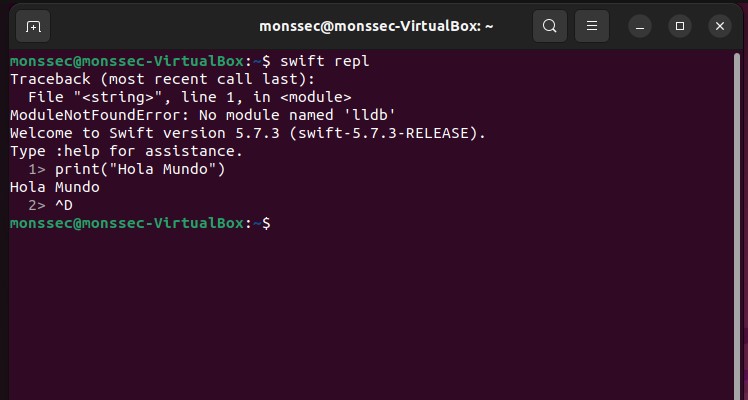 monssec@monssec-VirtualBox: ~
monssec@monssec-VirtualBox:~$ swift repl
Traceback (most recent call last):
  File "<string>", line 1, in <module>
ModuleNotFoundError: No module named 'lldb'
Welcome to Swift version 5.7.3 (swift-5.7.3-RELEASE).
Type :help for assistance.
  1> print("Hola Mundo")
Hola Mundo
  2> ^D
monssec@monssec-VirtualBox:~$